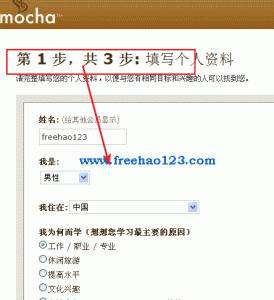 mocha™
第 1 步，共 3 步: 填写个人资料
请完整填写您的个人资料，以便与您有相同目标和兴趣的人可以找到您。
姓名: (给其他会员显示)
freehao123
www.freehao123.com
我是:
男性
我住在: 中国
我为何而学 (想想您学习最主要的原因)
工作 / 职业 / 专业
休闲旅游
提高水平
文化兴趣